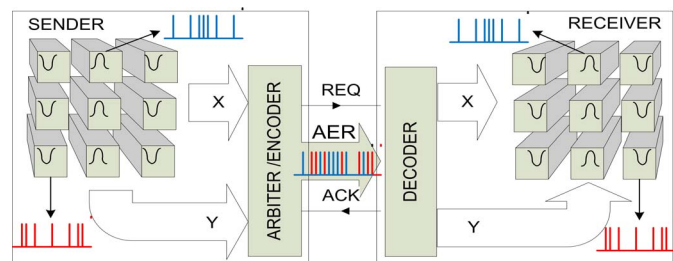 SENDER
RECEIVER
X
ARBITER /ENCODER
REQ
AER
ACK
DECODER
X
Y
Y